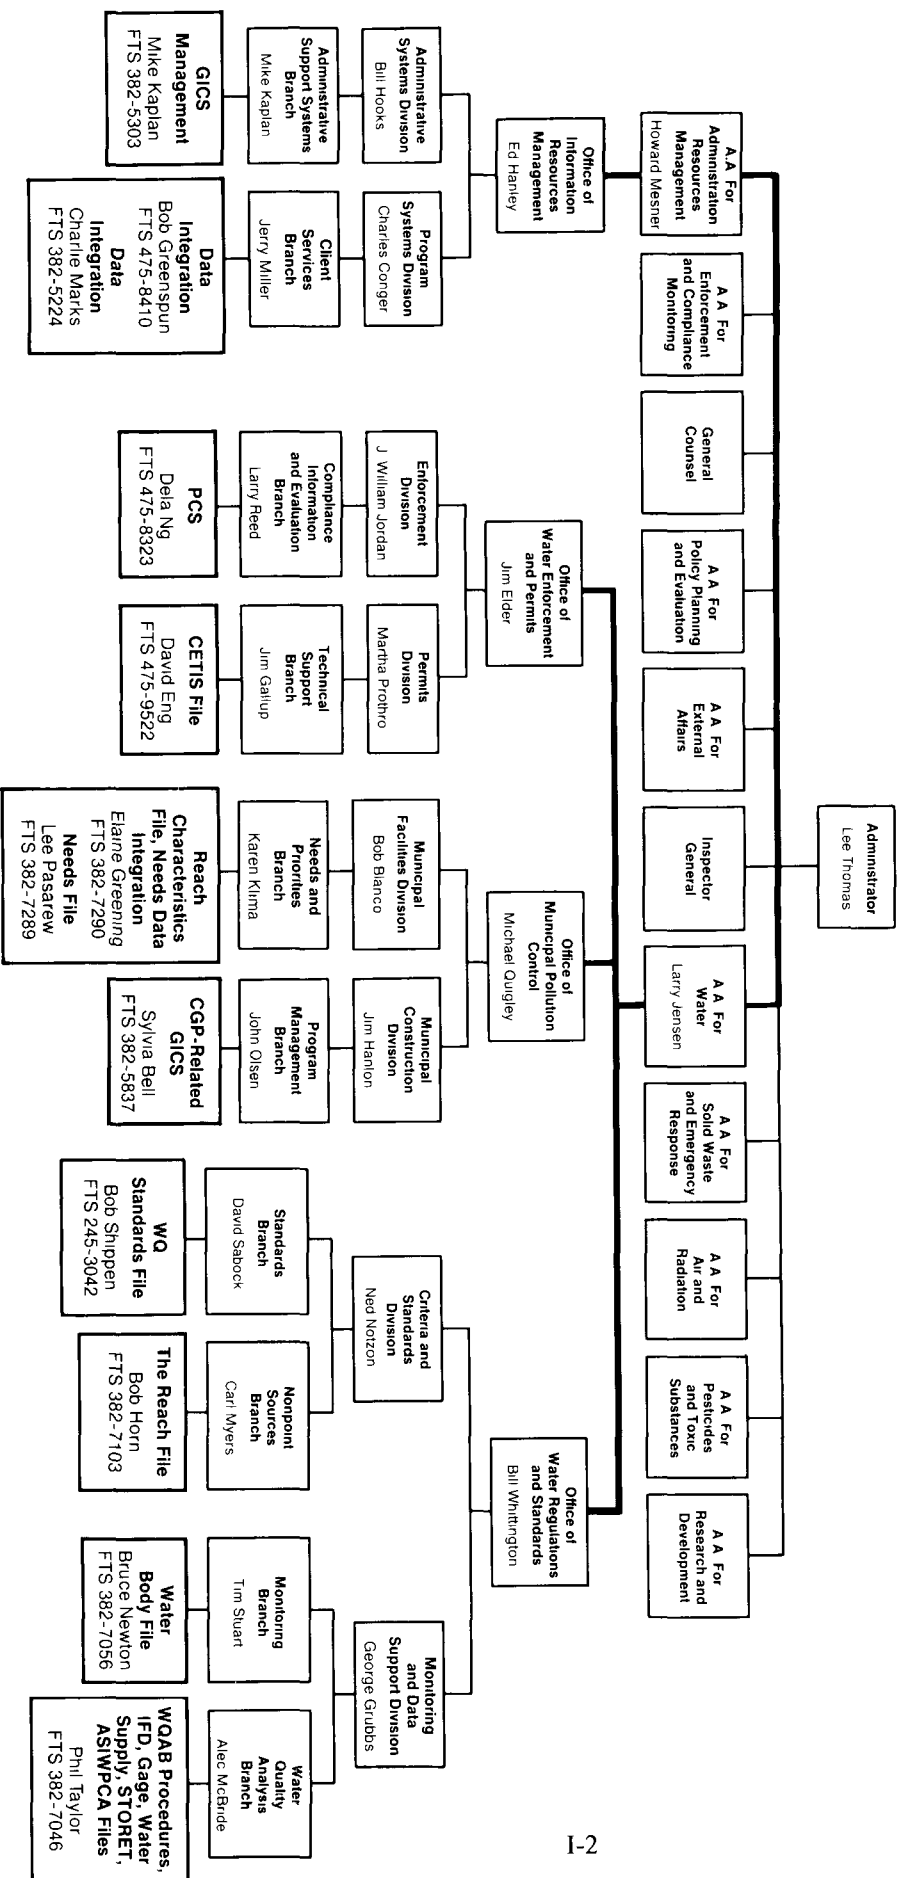 Administrator
Lee Thomas
A.A For
Administration
Resources
Management
Howard Mesner
A A For
Enforcement
and Compliance
Monitoring
General
Counsel
A A For
Policy Planning
and Evaluation
A A For
External
Affairs
Inspector
General
A A For
Water
Larry Jensen
A A For
Solid Waste
and Emergency
Response
A A For
Air and
Radiation
A A For
Pesticides
and Toxic
Substances
A A For
Research and
Development
Office of
Information
Resources
Management
Ed Hanley
Office of
Water Enforcement
and Permits
Jim Elder
Office of
Municipal Pollution
Control
Michael Quigley
Office of
Water Regulations
and Standards
Bill Whittington
Administrative
Systems Division
Bill Hooks
Program
Systems Division
Charles Conger
Enforcement
Division
J William Jordan
Permits
Division
Martha Prothro
Municipal
Facilities Division
Bob Bianco
Municipal
Construction
Division
Jim Hanlon
Criteria and
Standards
Division
Ned Notzon
Monitoring
and Data
Support Division
George Grubbs
Administrative
Support Systems
Branch
Mike Kaplan
Client
Services
Branch
Jerry Miller
Compliance
Information
and Evaluation
Branch
Larry Reed
Technical
Support
Branch
Jim Gallup
Needs and
Priorities
Branch
Karen Klima
Program
Management
Branch
John Olsen
Standards
Branch
David Sabock
Nonpoint
Sources
Branch
Carl Myers
Monitoring
Branch
Tim Stuart
Water
Quality
Analysis
Branch
Alec McBride
GICS
Management
Mike Kaplan
FTS 382-5303
Data
Integration
Bob Greenspun
FTS 475-8410
Data
Integration
Charlie Marks
FTS 382-5224
PCS
Dela Ng
FTS 475-8323
CETIS File
David Eng
FTS 475-9522
Reach
Characteristics
File, Needs Data
Integration
Elaine Greening
FTS 382-7290
Needs File
Lee Pasarew
FTS 382-7289
CGP-Related
GICS
Sylvia Bell
FTS 382-5837
WQ
Standards File
Bob Shippen
FTS 245-3042
The Reach File
Bob Horn
FTS 382-7103
Water
Body File
Bruce Newton
FTS 382-7056
WQAB Procedures,
IFD, Gage, Water
Supply, STORET,
ASIWPCA Files
Phil Taylor
FTS 382-7046
I-2